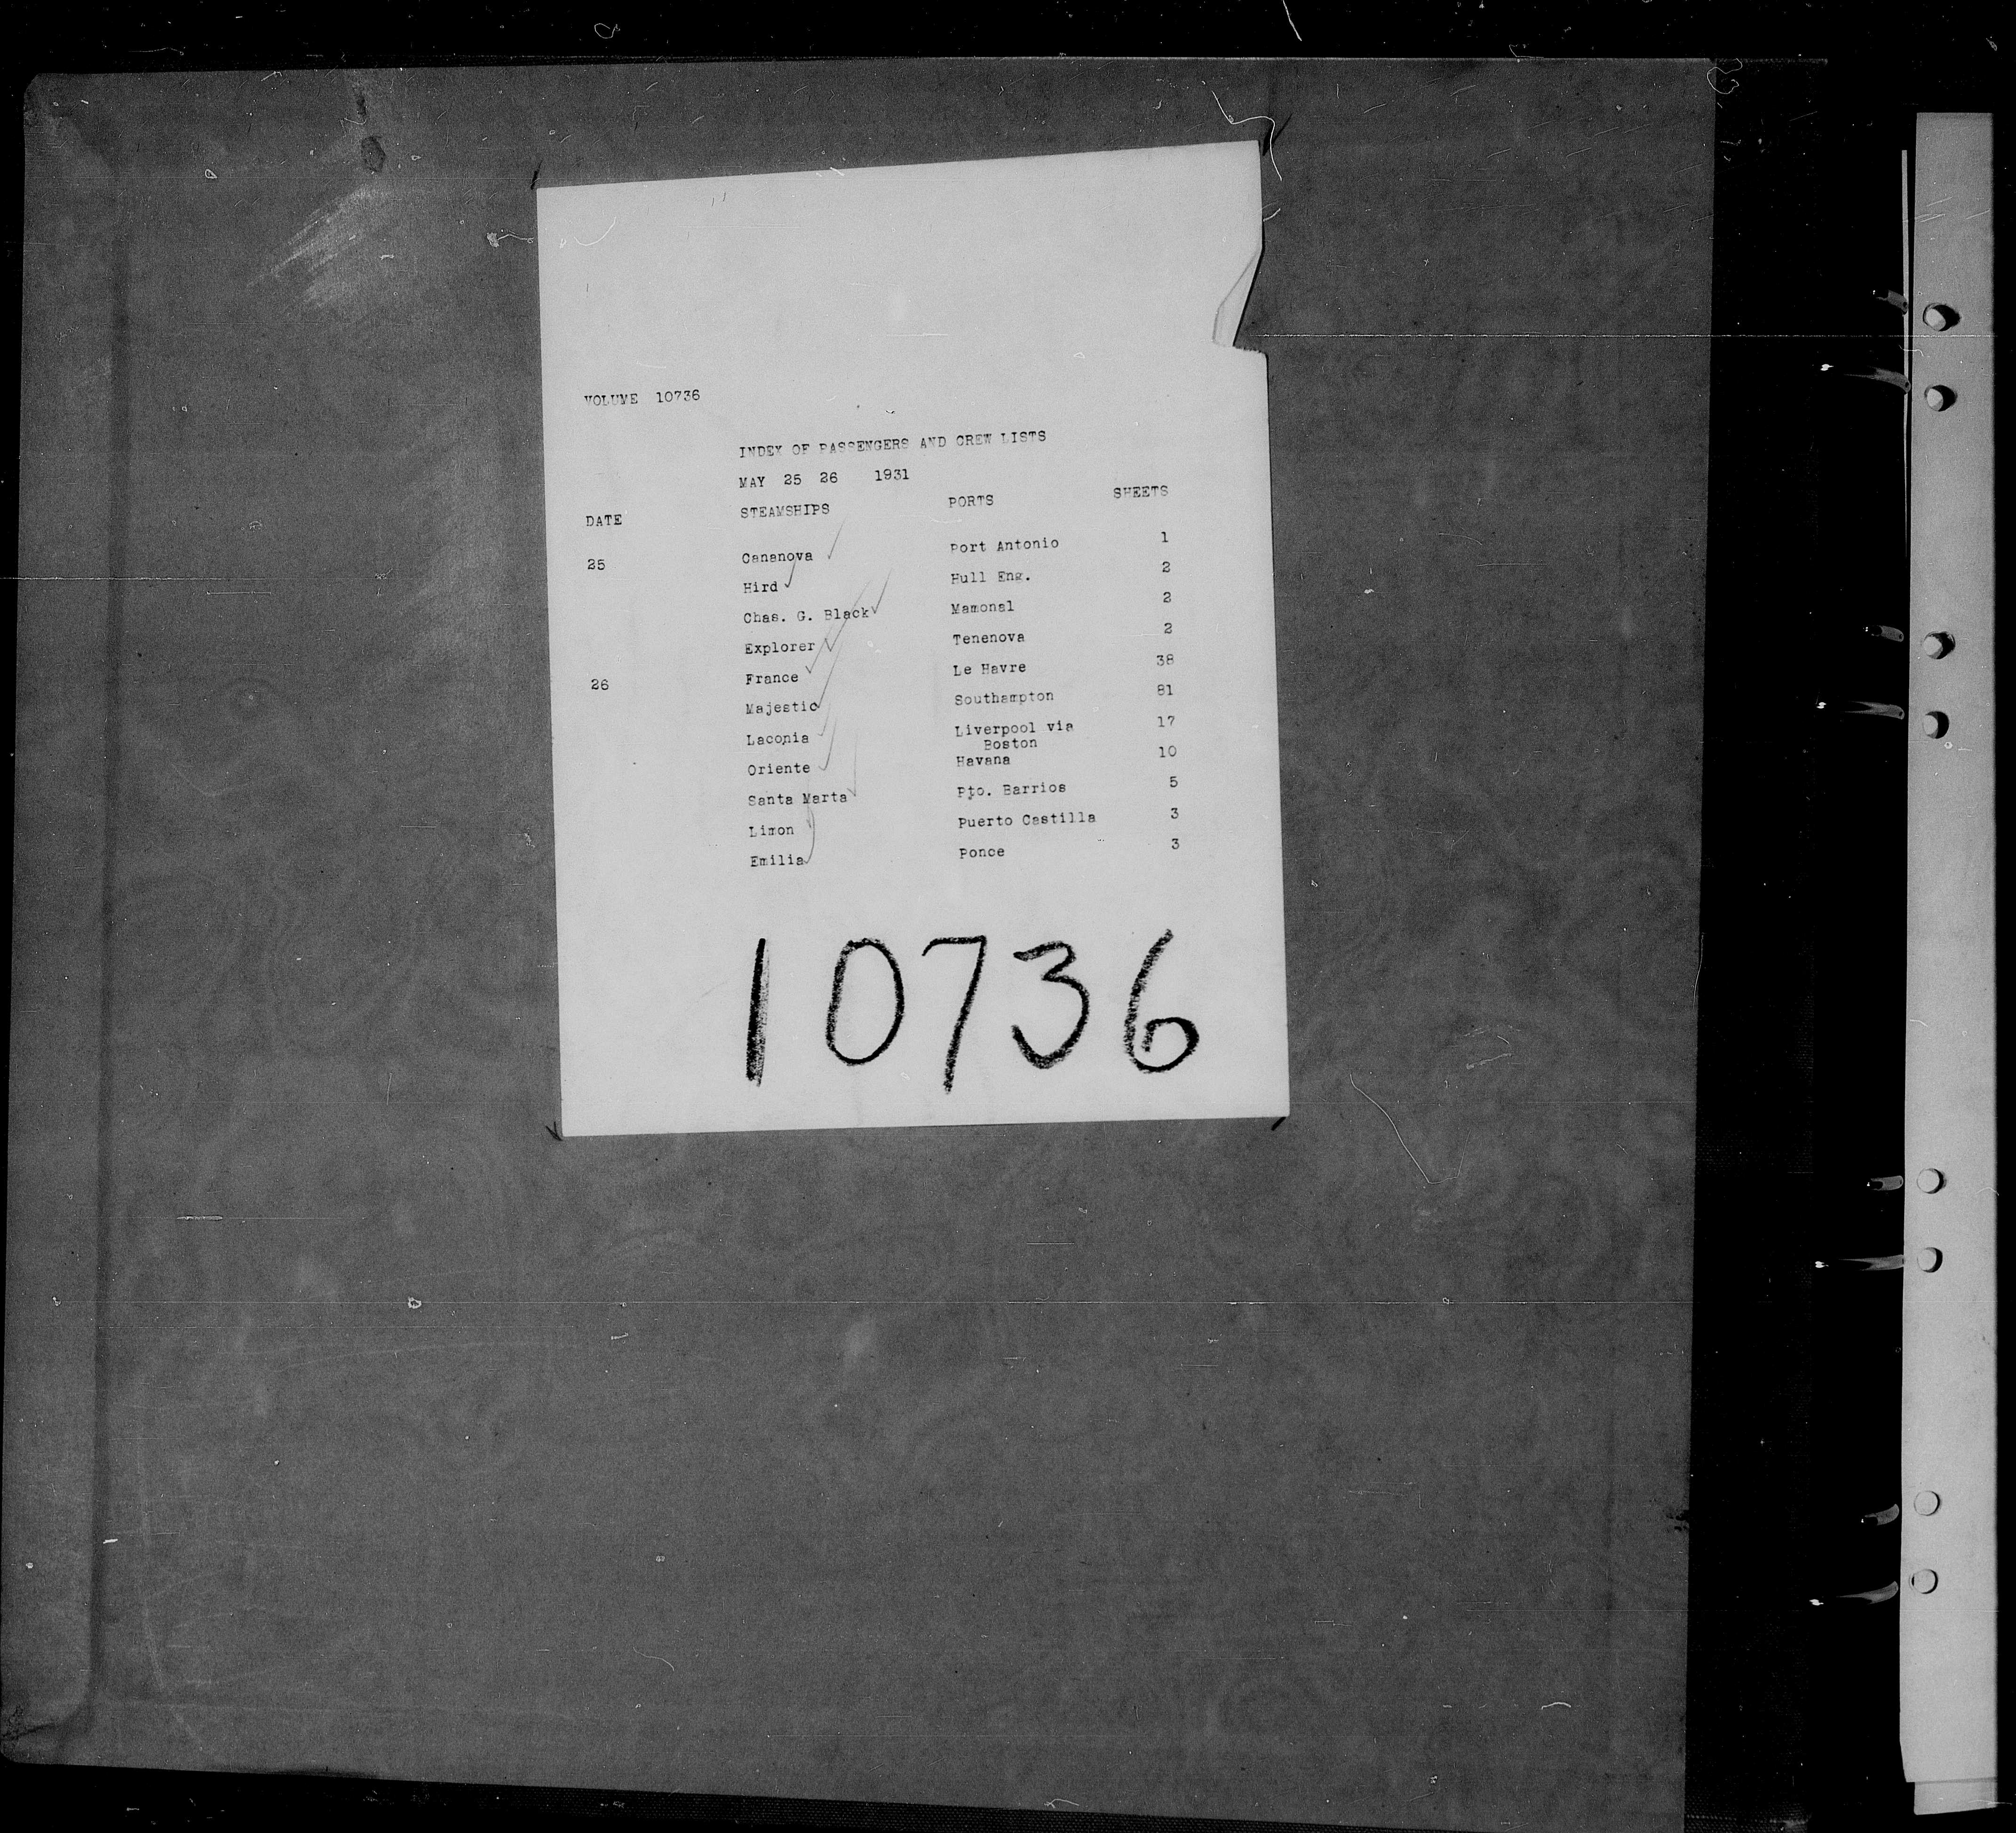 VOLUME 10736
INDEX OF PASSENGERS AND CREW LISTS
MAY 25 26 1931
DATE STEAMSHIPS PORTS SHEETS
25 Cananova Port Antonio 1
Hird Hull Eng. 2
Chas. G. Black Mamonal 2
Explorer Tenenova 2
26 France Le Havre 38
Majestic Southampton 81
Laconia Liverpool via 17
Boston
Oriente Havana 10
Santa Marta Pto. Barrios 5
Limon Puerto Castilla 3
Emilia Ponce 3
10736